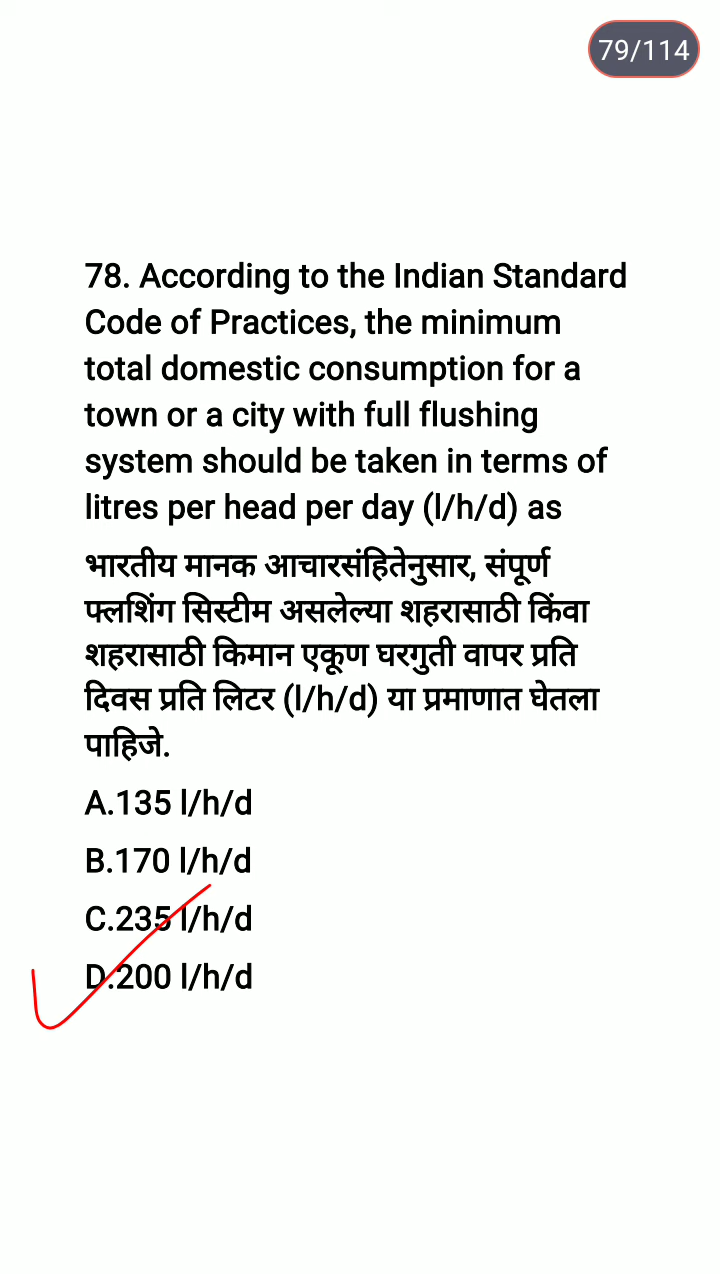 79/114
78. According to the Indian Standard
Code of Practices, the minimum
total domestic consumption for a
town or a city with full flushing
system should be taken in terms of
litres per head per day (l/h/d) as
भारतीय मानक आचारसंहितेनुसार, संपूर्ण
फ्लशिंग सिस्टीम असलेल्या शहरासाठी किंवा
शहरासाठी किमान एकूण घरगुती वापर प्रति
दिवस प्रति लिटर (l/h/d) या प्रमाणात घेतला
पाहिजे.
A.135 l/h/d
B.170 l/h/d
C.235 l/h/d
D.200 l/h/d